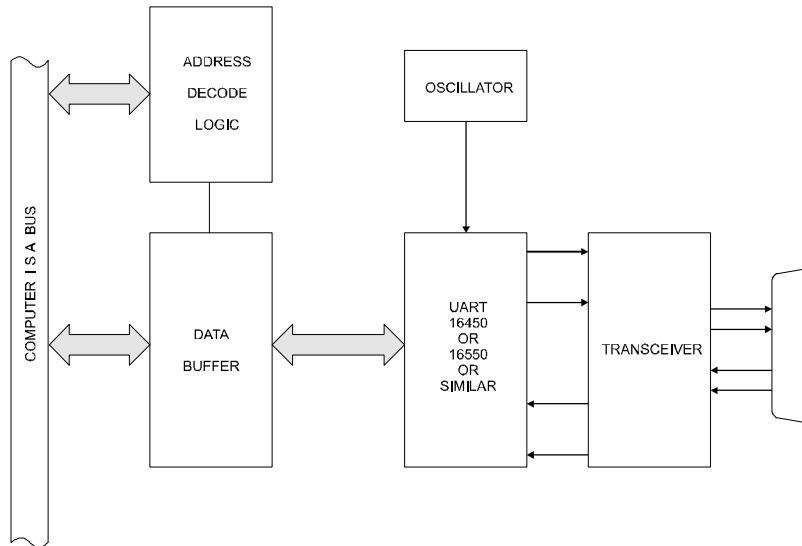 ADDRESS
DECODE
LOGIC
OSCILLATOR
COMPUTER I S A BUS
DATA
BUFFER
UART
16450
OR
16550
OR
SIMILAR
TRANSCEIVER